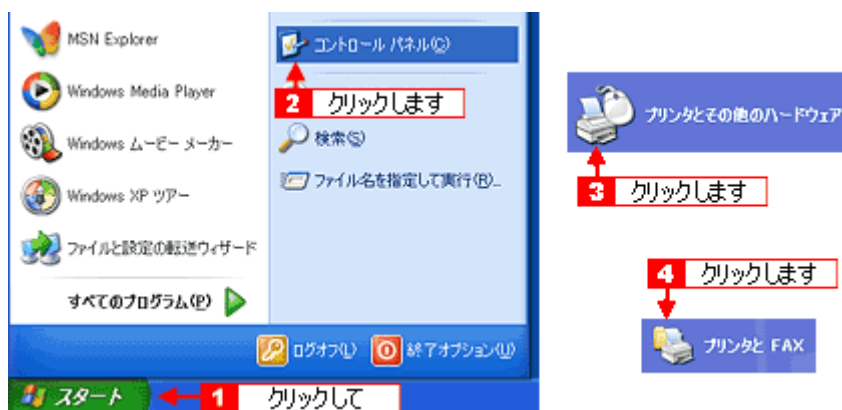 MSN Explorer
Windows Media Player
Windows ムービー メーカー
Windows XP ツアー
ファイルと設定の転送ウィザード
すべてのプログラム(P)
コントロール パネル(C)
2 クリックします
検索(S)
ファイル名を指定して実行(R)...
ログオフ(L)
終了オプション(U)
スタート
1 クリックして
プリンタとその他のハードウェア
3 クリックします
4 クリックします
プリンタと FAX